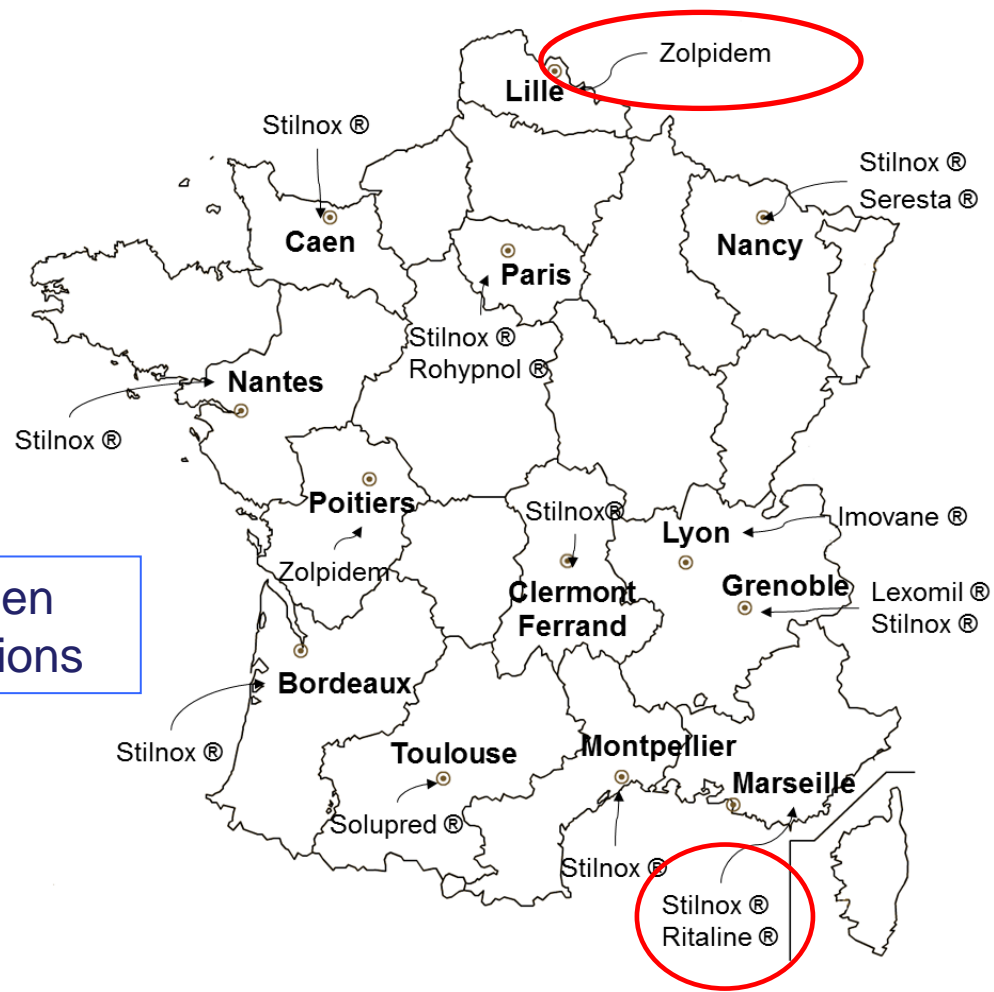 Zolpidem
Lille
Stilnox ®
Stilnox ®
Seresta ®
Caen
Nancy
Paris
Stilnox ®
Rohypnol ®
Nantes
Stilnox ®
Poitiers
Stilnox®
Imovane ®
Lyon
Zolpidem
Clermont
Ferrand
Grenoble
Lexomil ®
Stilnox ®
en
ions
Bordeaux
Stilnox ®
Toulouse
Montpellier
Marseille
Solupred ®
Stilnox ®
Stilnox ®
Ritaline ®